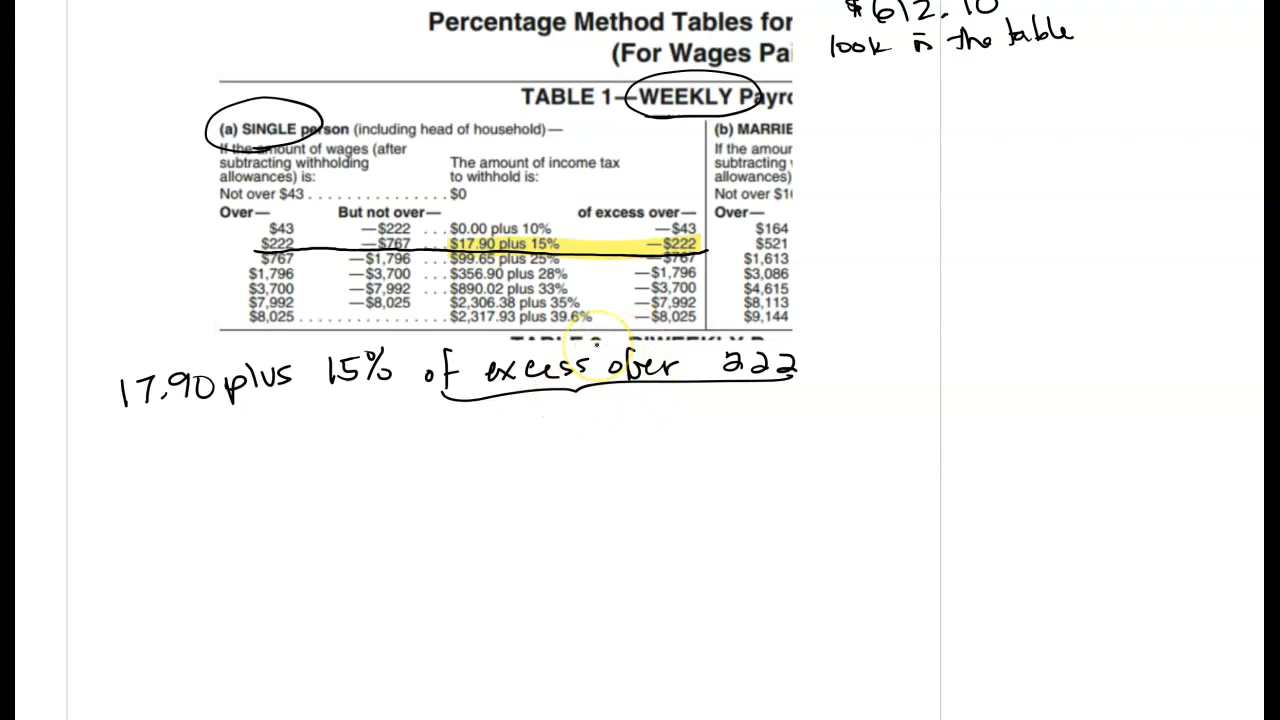 $612.10
look in the table
Percentage Method Tables for
(For Wages Pai
TABLE 1—WEEKLY Payro
(a) SINGLE person (including head of household)—
If the amount of wages (after
subtracting withholding
allowances) is:
The amount of income tax
to withhold is:
Not over $43 . . . . . . . . . . . . . . . $0
Over— But not over— of excess over—
$43 —$222 . . . $0.00 plus 10% —$43
$222 —$767 . . . $17.90 plus 15% —$222
$767 —$1,796 . . . $99.65 plus 25% —$767
$1,796 —$3,700 . . . $356.90 plus 28% —$1,796
$3,700 —$7,992 . . . $890.02 plus 33% —$3,700
$7,992 —$8,025 . . . $2,306.38 plus 35% —$7,992
$8,025 . . . . . . . . . . . . . . . . . . $2,317.93 plus 39.6% —$8,025
(b) MARRIE
If the amour
subtracting
allowances)
Not over $1
Over—
$164
$521
$1,613
$3,086
$4,615
$8,113
$9,144
17.90 plus 15% of excess over 222